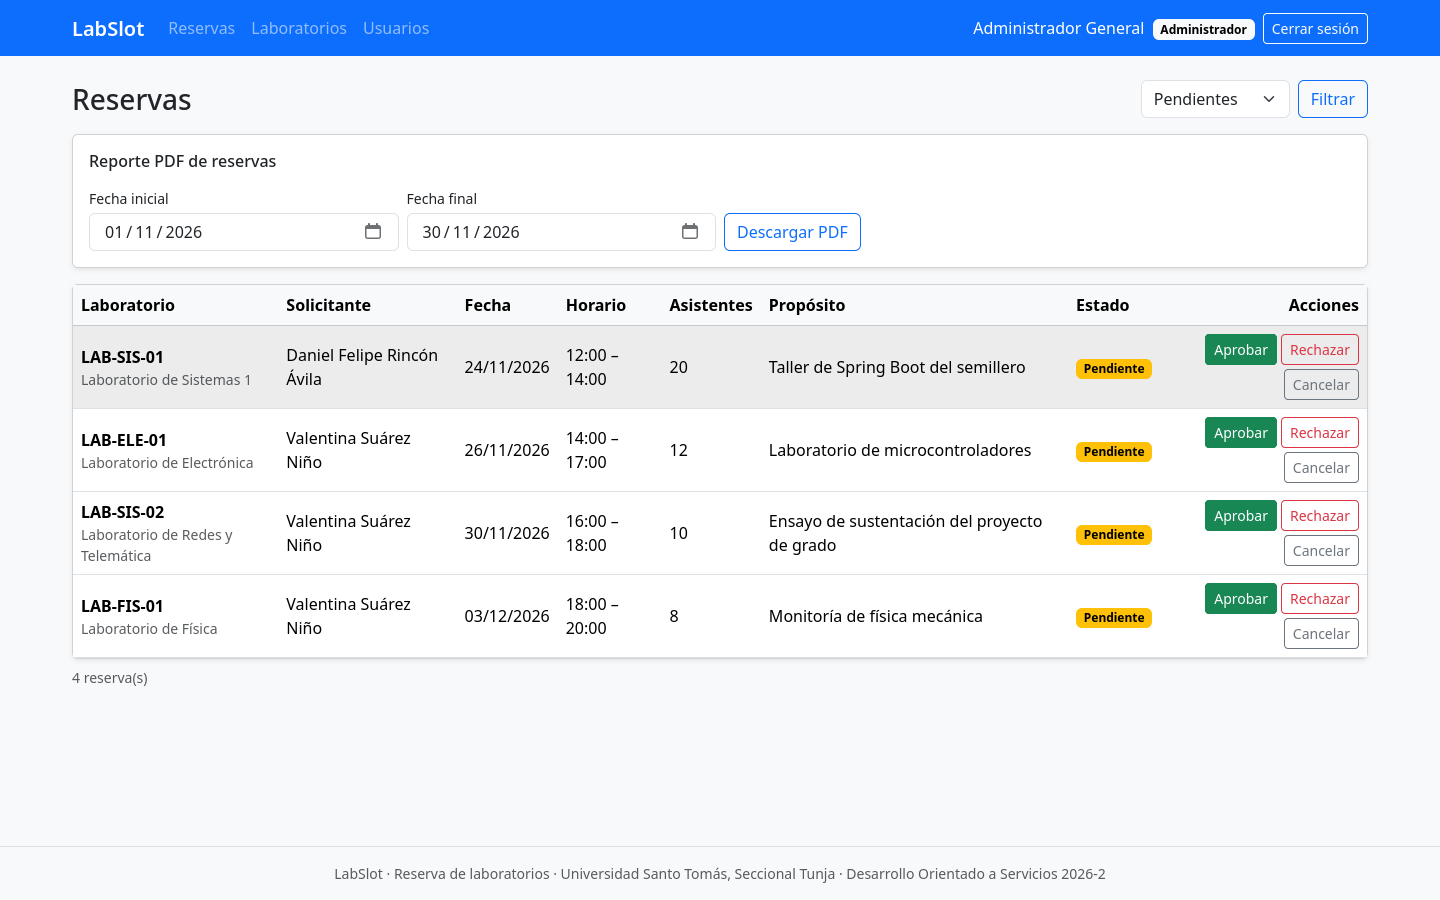 LabSlot Reservas Laboratorios Usuarios Administrador General Administrador Cerrar sesión
Reservas Pendientes Filtrar
Reporte PDF de reservas
Fecha inicial Fecha final
01/11/2026 30/11/2026 Descargar PDF
Laboratorio Solicitante Fecha Horario Asistentes Propósito Estado Acciones
LAB-SIS-01
Laboratorio de Sistemas 1
Daniel Felipe Rincón
Ávila
24/11/2026
12:00 –
14:00
20
Taller de Spring Boot del semillero
Pendiente
Aprobar Rechazar
Cancelar
LAB-ELE-01
Laboratorio de Electrónica
Valentina Suárez
Niño
26/11/2026
14:00 –
17:00
12
Laboratorio de microcontroladores
Pendiente
Aprobar Rechazar
Cancelar
LAB-SIS-02
Laboratorio de Redes y
Telemática
Valentina Suárez
Niño
30/11/2026
16:00 –
18:00
10
Ensayo de sustentación del proyecto
de grado
Pendiente
Aprobar Rechazar
Cancelar
LAB-FIS-01
Laboratorio de Física
Valentina Suárez
Niño
03/12/2026
18:00 –
20:00
8
Monitoría de física mecánica
Pendiente
Aprobar Rechazar
Cancelar
4 reserva(s)
LabSlot · Reserva de laboratorios · Universidad Santo Tomás, Seccional Tunja · Desarrollo Orientado a Servicios 2026-2